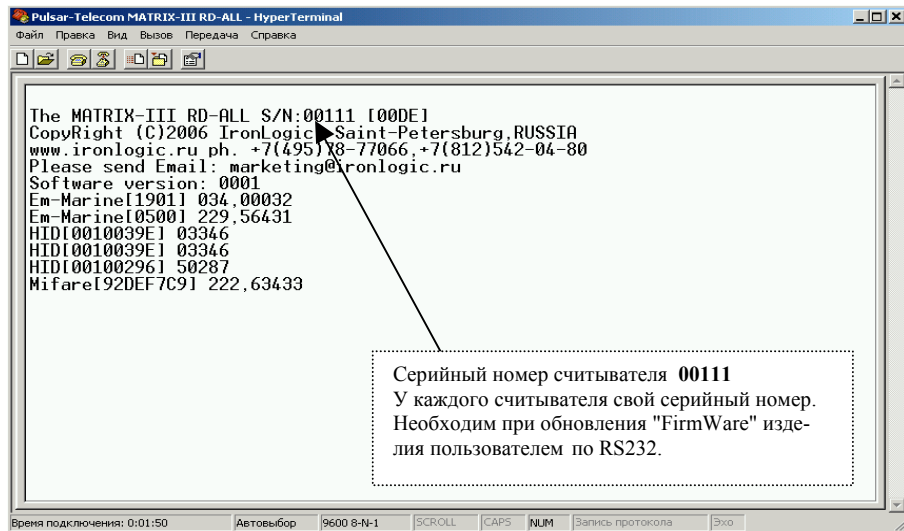 Pulsar-Telecom MATRIX-III RD-ALL - HyperTerminal
Файл Правка Вид Вызов Передача Справка
The MATRIX-III RD-ALL S/N:00111 [00DE]
CopyRight (C)2006 IronLogic Saint-Petersburg,RUSSIA
www.ironlogic.ru ph. +7(495)78-77066,+7(812)542-04-80
Please send Email: marketing@ironlogic.ru
Software version: 0001
Em-Marine[1901] 034,00032
Em-Marine[0500] 229,56431
HID[0010039E] 03346
HID[0010039E] 03346
HID[00100296] 50287
Mifare[92DEF7C9] 222,63433
Серийный номер считывателя 00111
У каждого считывателя свой серийный номер.
Необходим при обновления "FirmWare" изде-
лия пользователем по RS232.
Время подключения: 0:01:50 Автовыбор 9600 8-N-1 SCROLL CAPS NUM Запись протокола Эхо